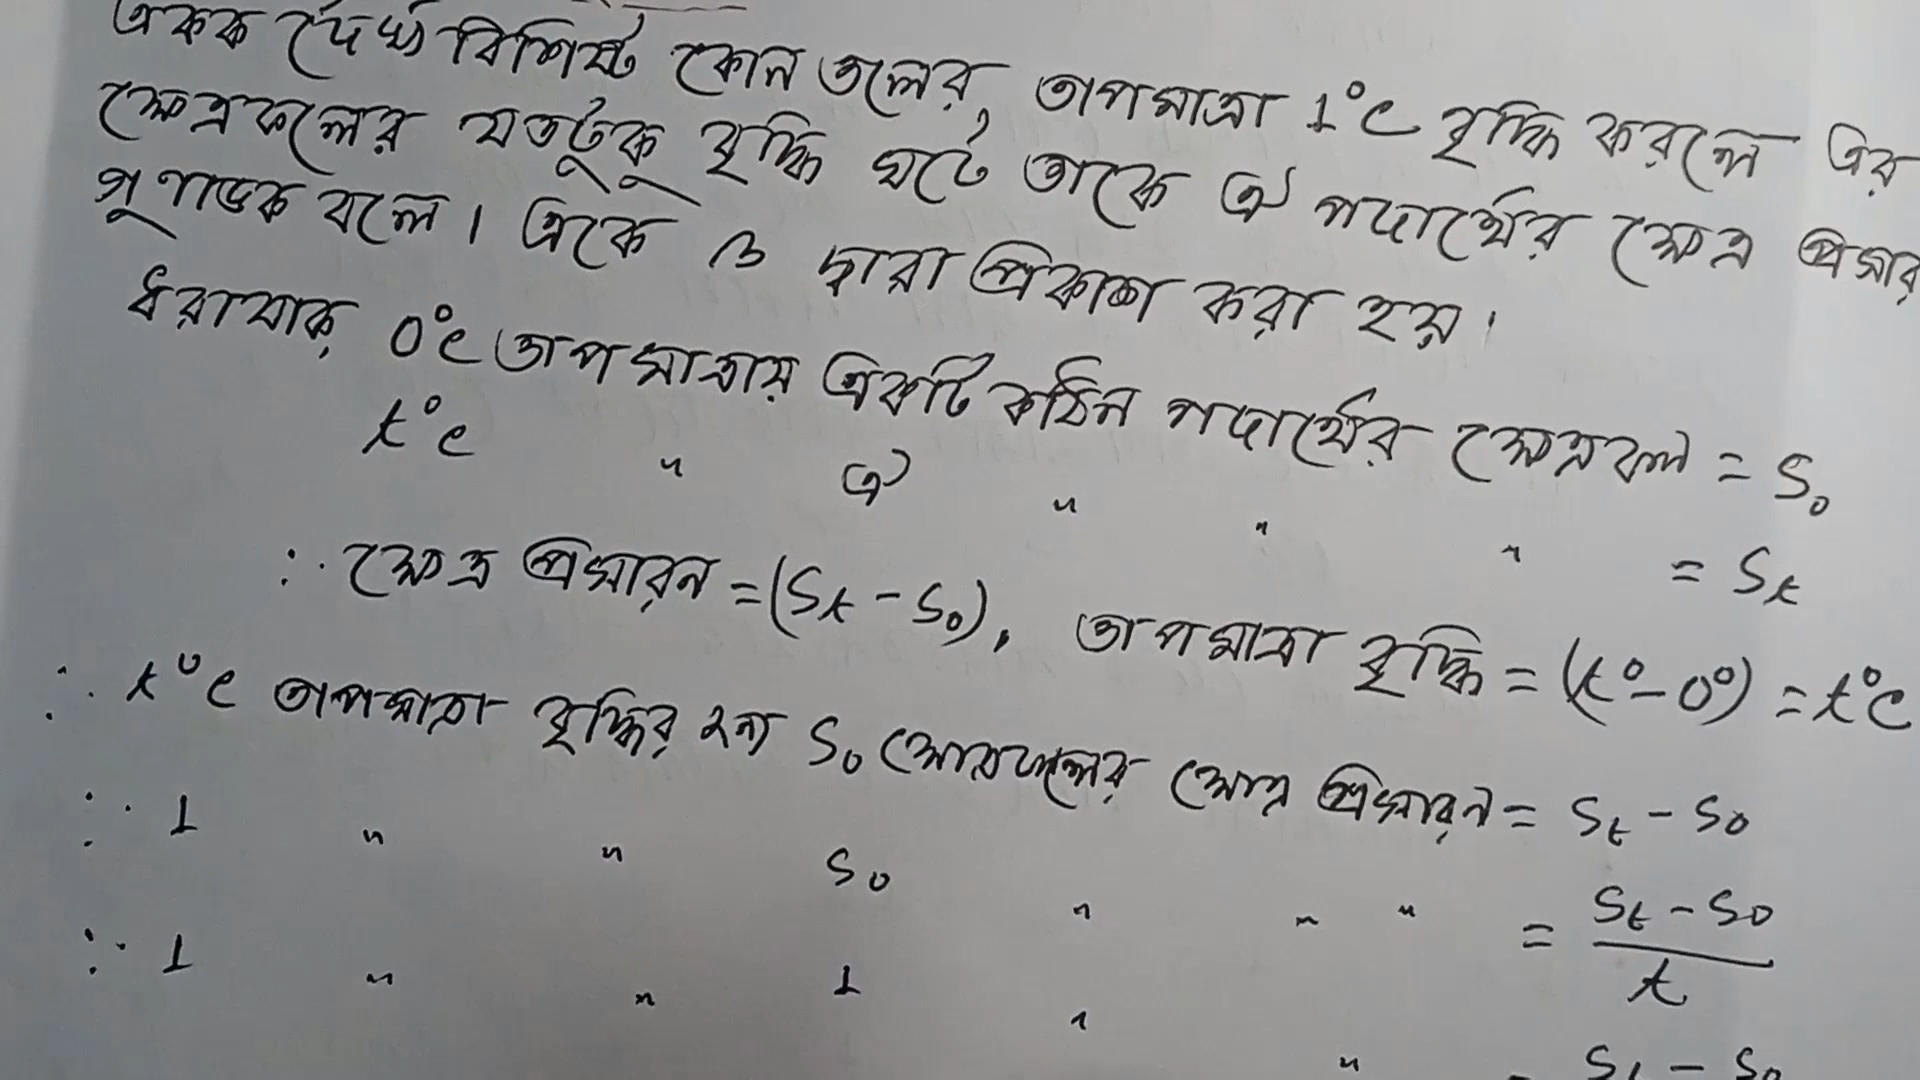 একক দৈর্ঘ্য বিশিষ্ট কোন তলের, তাপমাত্রা 1°C বৃদ্ধি করলে এর
ক্ষেত্রফলের যতটুকু বৃদ্ধি ঘটে তাকে ঐ পদার্থের ক্ষেত্র প্রসার
গুণাঙ্ক বলে। একে β দ্বারা প্রকাশ করা হয়।
ধরাযাক, 0°C তাপমাত্রায় একটি কঠিন পদার্থের ক্ষেত্রফল = S₀
t°C " ঐ " " " = Sₜ
∴ ক্ষেত্র প্রসারন = (Sₜ - S₀), তাপমাত্রা বৃদ্ধি = (t° - 0°) = t°C
∴ t°C তাপমাত্রা বৃদ্ধির জন্য S₀ ক্ষেত্রফলের ক্ষেত্র প্রসারন = Sₜ - S₀
∴ 1 " " S₀ " " " = (Sₜ - S₀)/t
∴ 1 " " 1 " " = Sₜ - S₀